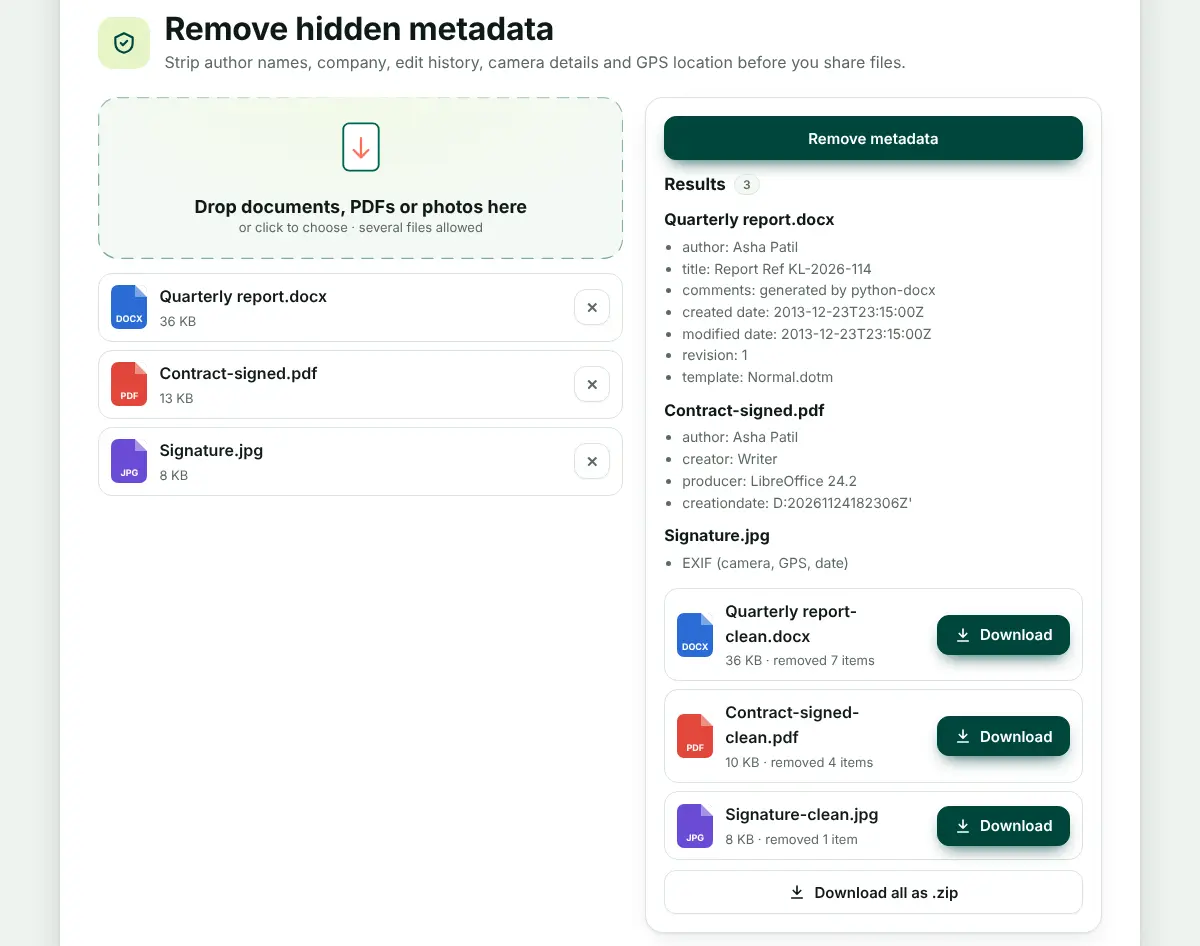 Remove hidden metadata
Strip author names, company, edit history, camera details and GPS location before you share files.
Drop documents, PDFs or photos here
or click to choose · several files allowed
DOCX
Quarterly report.docx
36 KB
PDF
Contract-signed.pdf
13 KB
JPG
Signature.jpg
8 KB
Remove metadata
Results 3
Quarterly report.docx
• author: Asha Patil
• title: Report Ref KL-2026-114
• comments: generated by python-docx
• created date: 2013-12-23T23:15:00Z
• modified date: 2013-12-23T23:15:00Z
• revision: 1
• template: Normal.dotm
Contract-signed.pdf
• author: Asha Patil
• creator: Writer
• producer: LibreOffice 24.2
• creationdate: D:20261124182306Z'
Signature.jpg
• EXIF (camera, GPS, date)
DOCX
Quarterly report-
clean.docx
36 KB · removed 7 items
Download
PDF
Contract-signed-
clean.pdf
10 KB · removed 4 items
Download
JPG
Signature-clean.jpg
8 KB · removed 1 item
Download
Download all as .zip